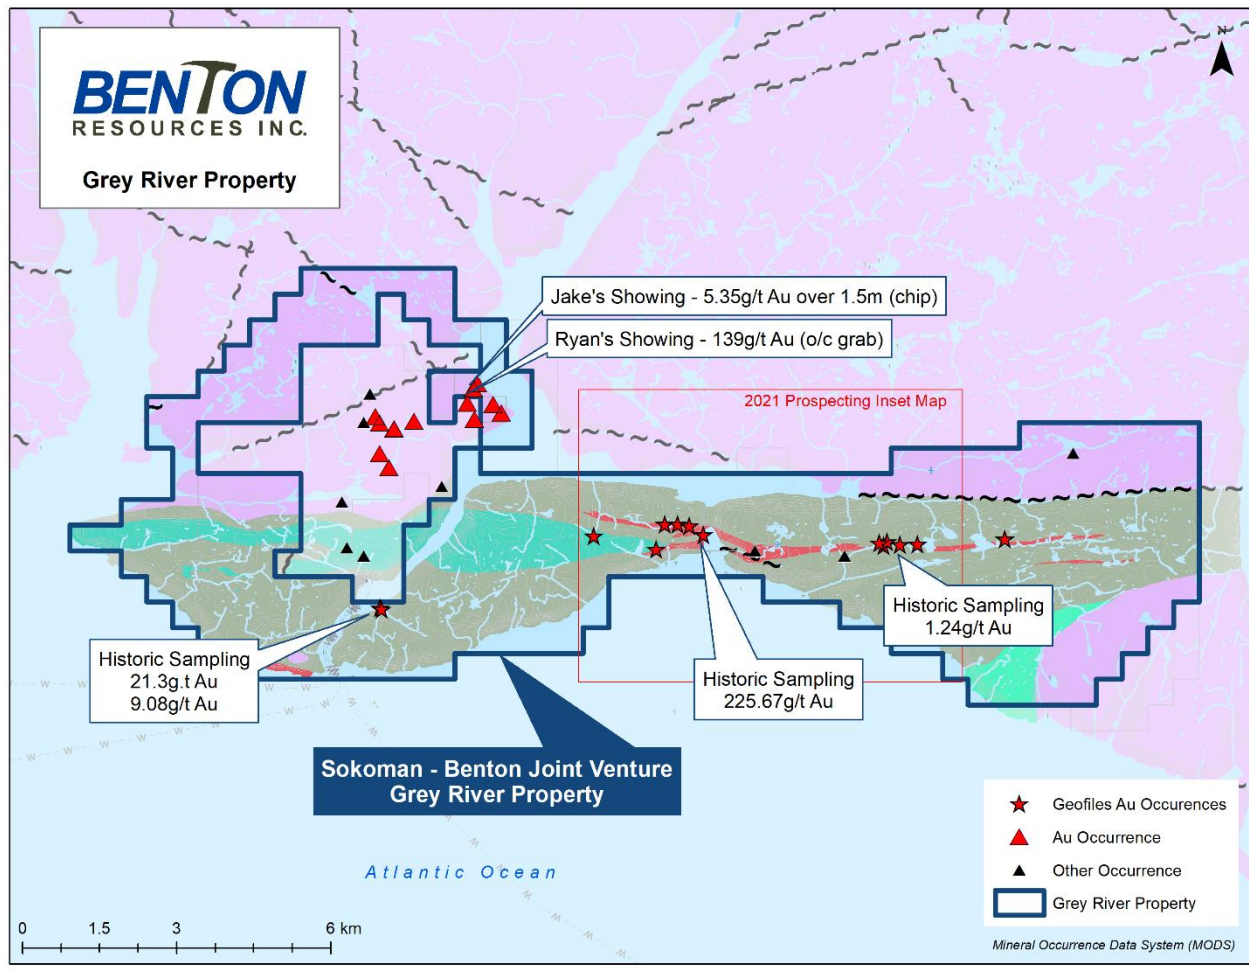 BENTON
RESOURCES INC.
Grey River Property
N
Jake's Showing - 5.35g/t Au over 1.5m (chip)
Ryan's Showing - 139g/t Au (o/c grab)
2021 Prospecting Inset Map
Historic Sampling
1.24g/t Au
Historic Sampling
21.3g.t Au
9.08g/t Au
Historic Sampling
225.67g/t Au
Sokoman - Benton Joint Venture
Grey River Property
Atlantic Ocean
Geofiles Au Occurences
Au Occurrence
Other Occurrence
Grey River Property
Mineral Occurrence Data System (MODS)
0 1.5 3 6 km